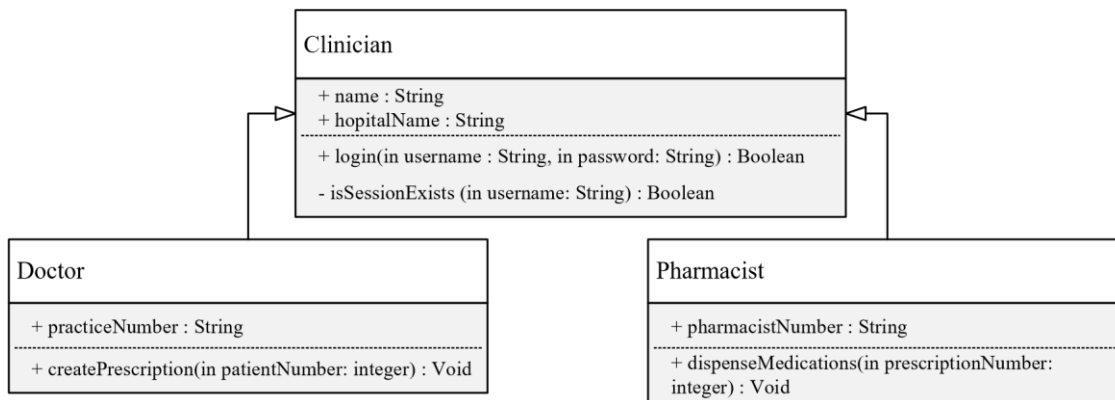 Clinician
+ name : String
+ hopitalName : String
+ login(in username : String, in password: String) : Boolean
- isSessionExists (in username: String) : Boolean
Doctor
+ practiceNumber : String
+ createPrescription(in patientNumber: integer) : Void
Pharmacist
+ pharmacistNumber : String
+ dispenseMedications(in prescriptionNumber:
integer) : Void